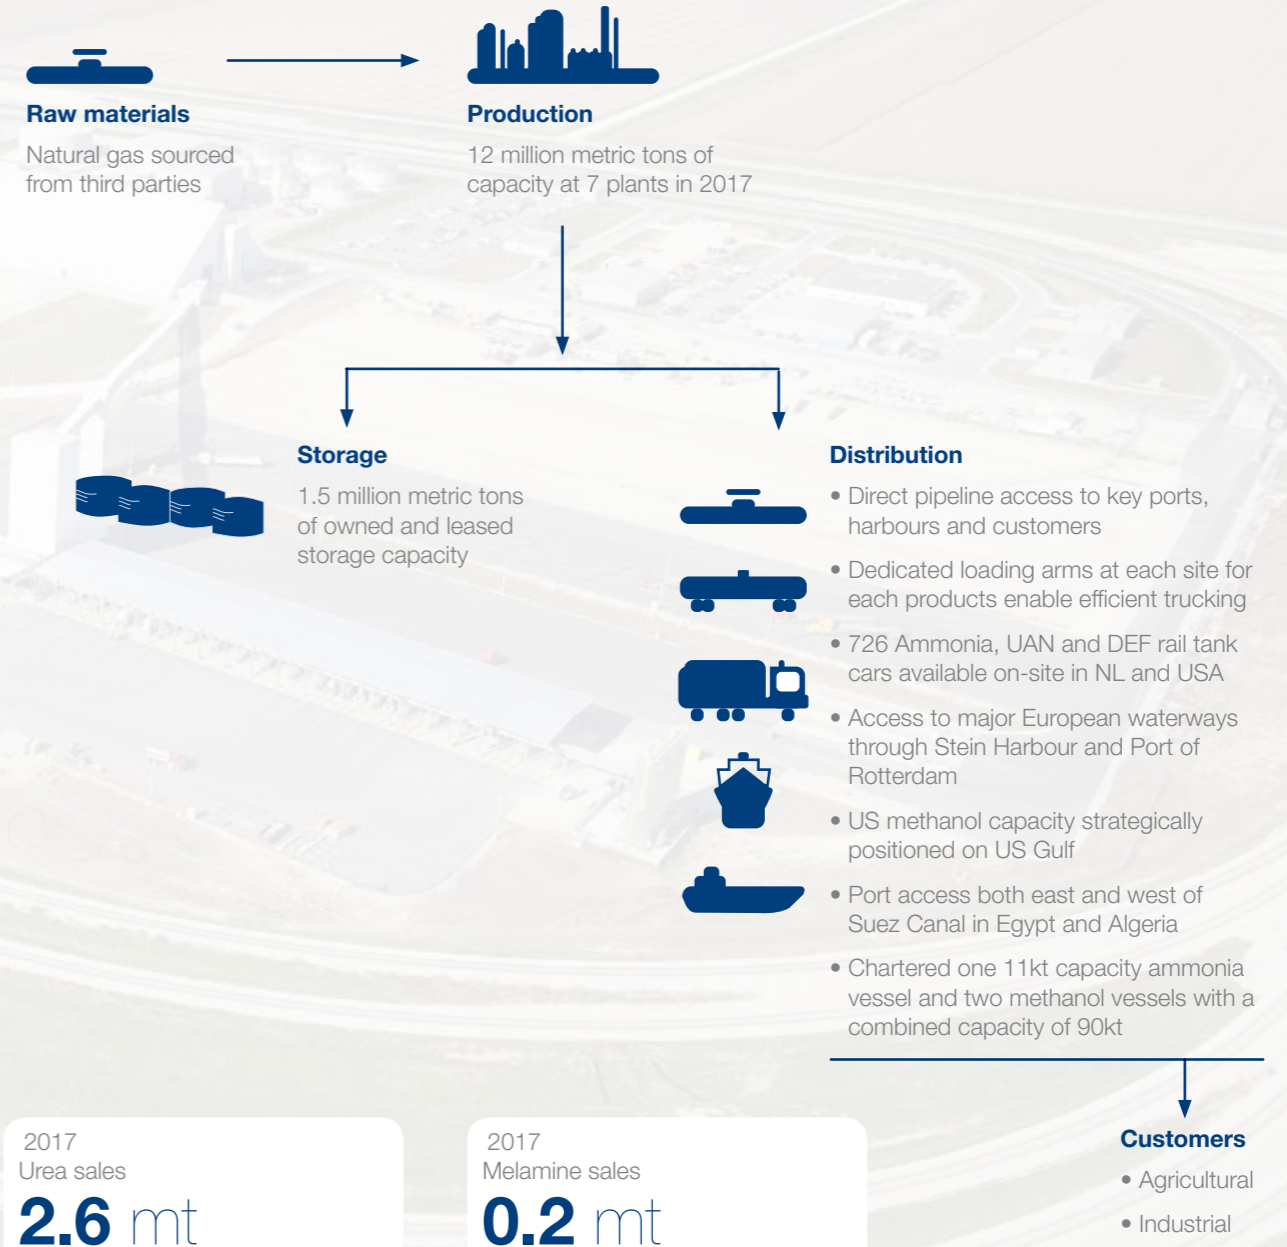 Raw materials
Natural gas sourced
from third parties
Production
12 million metric tons of
capacity at 7 plants in 2017
Storage
1.5 million metric tons
of owned and leased
storage capacity
Distribution
• Direct pipeline access to key ports,
harbours and customers
• Dedicated loading arms at each site for
each products enable efficient trucking
• 726 Ammonia, UAN and DEF rail tank
cars available on-site in NL and USA
• Access to major European waterways
through Stein Harbour and Port of
Rotterdam
• US methanol capacity strategically
positioned on US Gulf
• Port access both east and west of
Suez Canal in Egypt and Algeria
• Chartered one 11kt capacity ammonia
vessel and two methanol vessels with a
combined capacity of 90kt
Customers
• Agricultural
• Industrial
2017
Urea sales
2.6 mt
2017
Melamine sales
0.2 mt